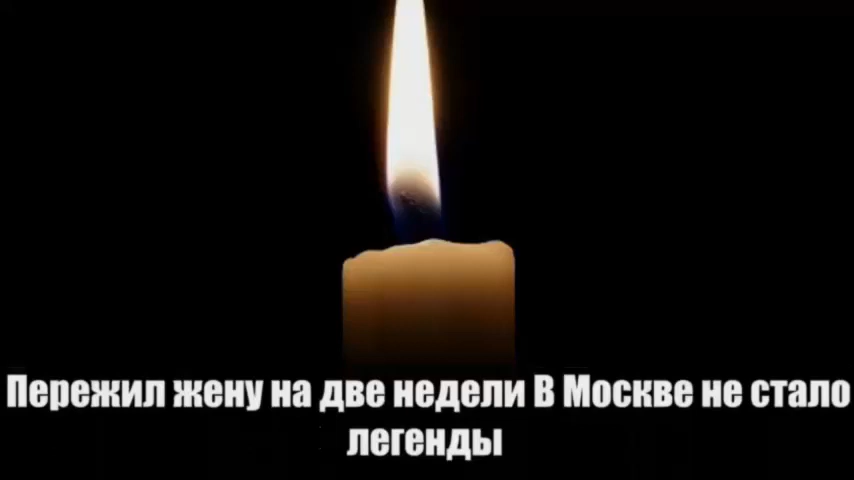 Пережил жену на две недели В Москве не стало
легенды